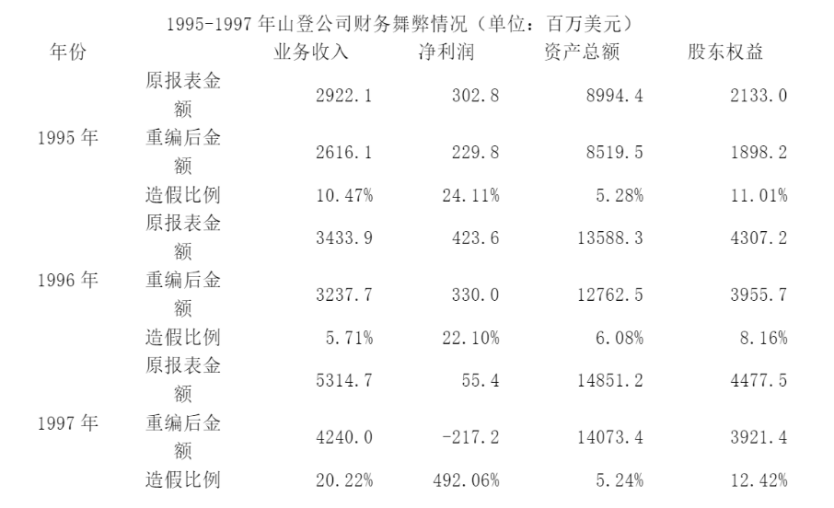 1995-1997 年山登公司财务舞弊情况（单位：百万美元）
年份 业务收入 净利润 资产总额 股东权益
原报表金额 2922.1 302.8 8994.4 2133.0
1995 年 重编后金额 2616.1 229.8 8519.5 1898.2
造假比例 10.47% 24.11% 5.28% 11.01%
原报表金额 3433.9 423.6 13588.3 4307.2
1996 年 重编后金额 3237.7 330.0 12762.5 3955.7
造假比例 5.71% 22.10% 6.08% 8.16%
原报表金额 5314.7 55.4 14851.2 4477.5
1997 年 重编后金额 4240.0 -217.2 14073.4 3921.4
造假比例 20.22% 492.06% 5.24% 12.42%